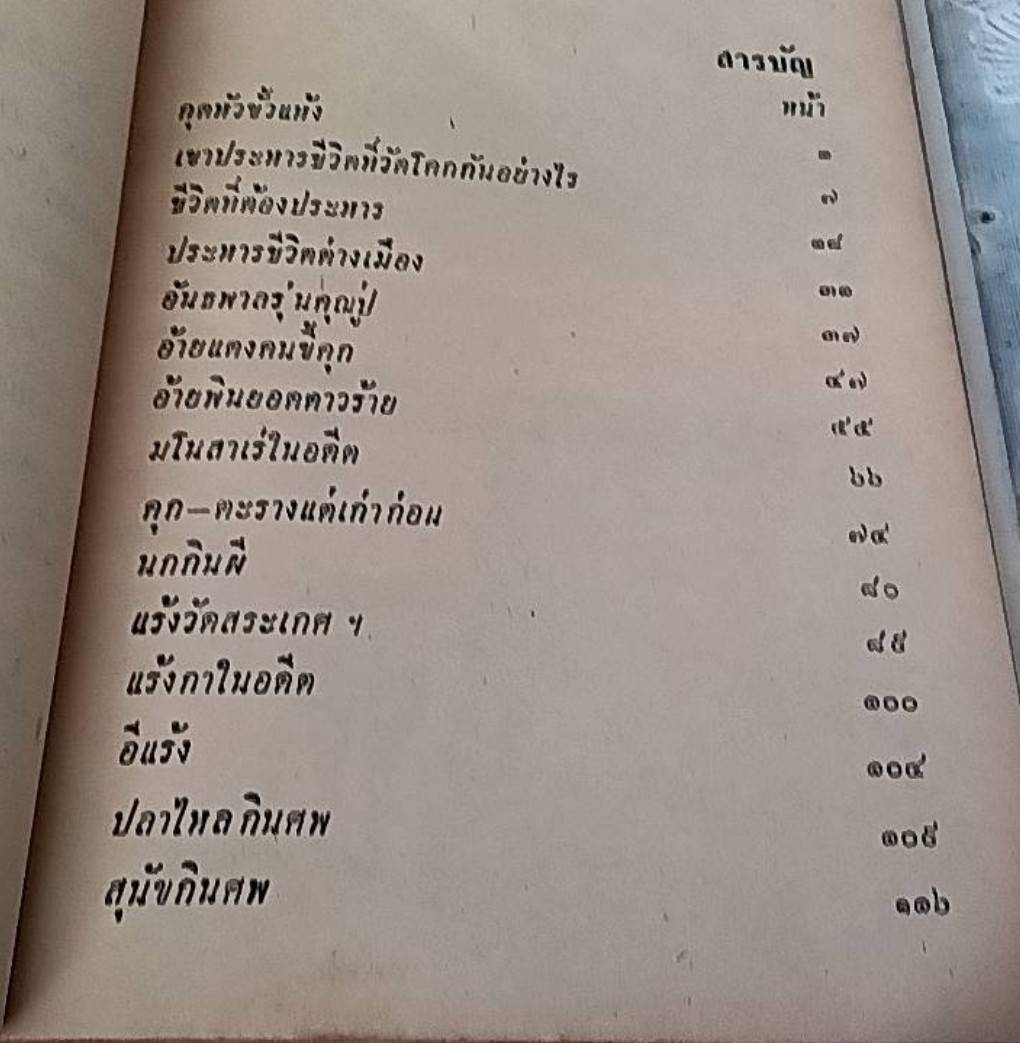 สารบัญ
หน้า
กุดหัวขั้วแห้ง ๑
เขาประหารชีวิตที่วัดโคกกันอย่างไร ๗
ชีวิตที่ต้องประหาร ๑๘
ประหารชีวิตต่างเมือง ๓๑
อันธพาลรุ่นคุณปู่ ๓๗
อ้ายแดงคนขี้คุก ๔๗
อ้ายพินยอดดาวร้าย ๕๕
มโนสาเร่ในอดีต ๖๖
คุก—ตะรางแต่เก่าก่อน ๗๔
นกกินผี ๘๐
แร้งวัดสระเกศ ฯ ๘๕
แร้งกาในอดีต ๑๐๐
อีแร้ง ๑๐๔
ปลาไหลกินศพ ๑๐๕
สุนัขกินศพ ๑๑๖